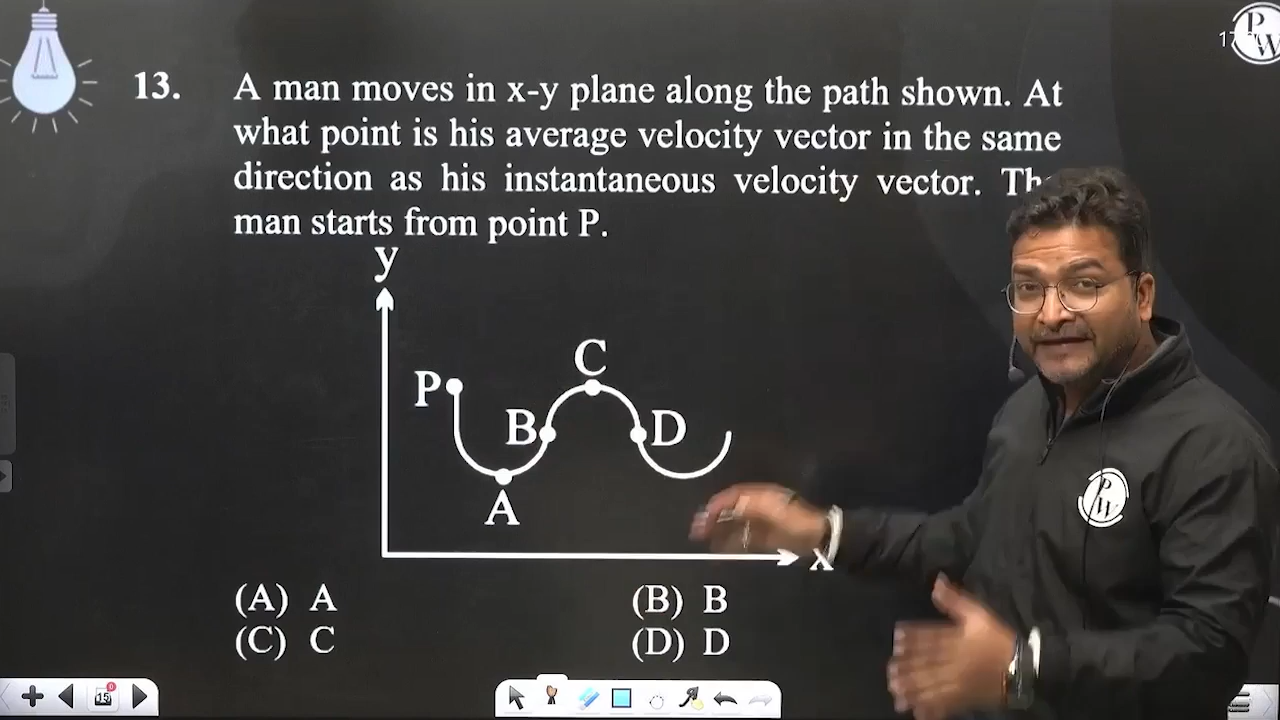 13. A man moves in x-y plane along the path shown. At
what point is his average velocity vector in the same
direction as his instantaneous velocity vector. The
man starts from point P.
y
C
P
B
D
A
x
(A) A (B) B
(C) C (D) D
P
W
P
W
15